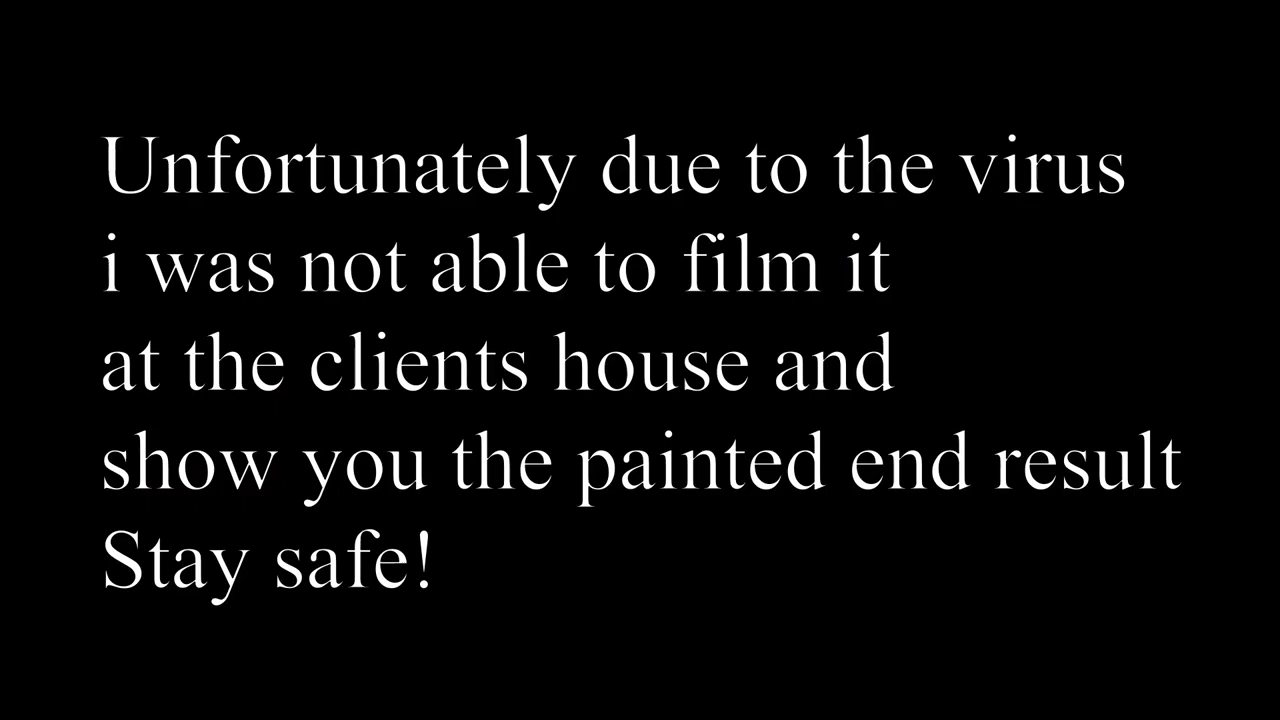 Unfortunately due to the virus
i was not able to film it
at the clients house and
show you the painted end result
Stay safe!